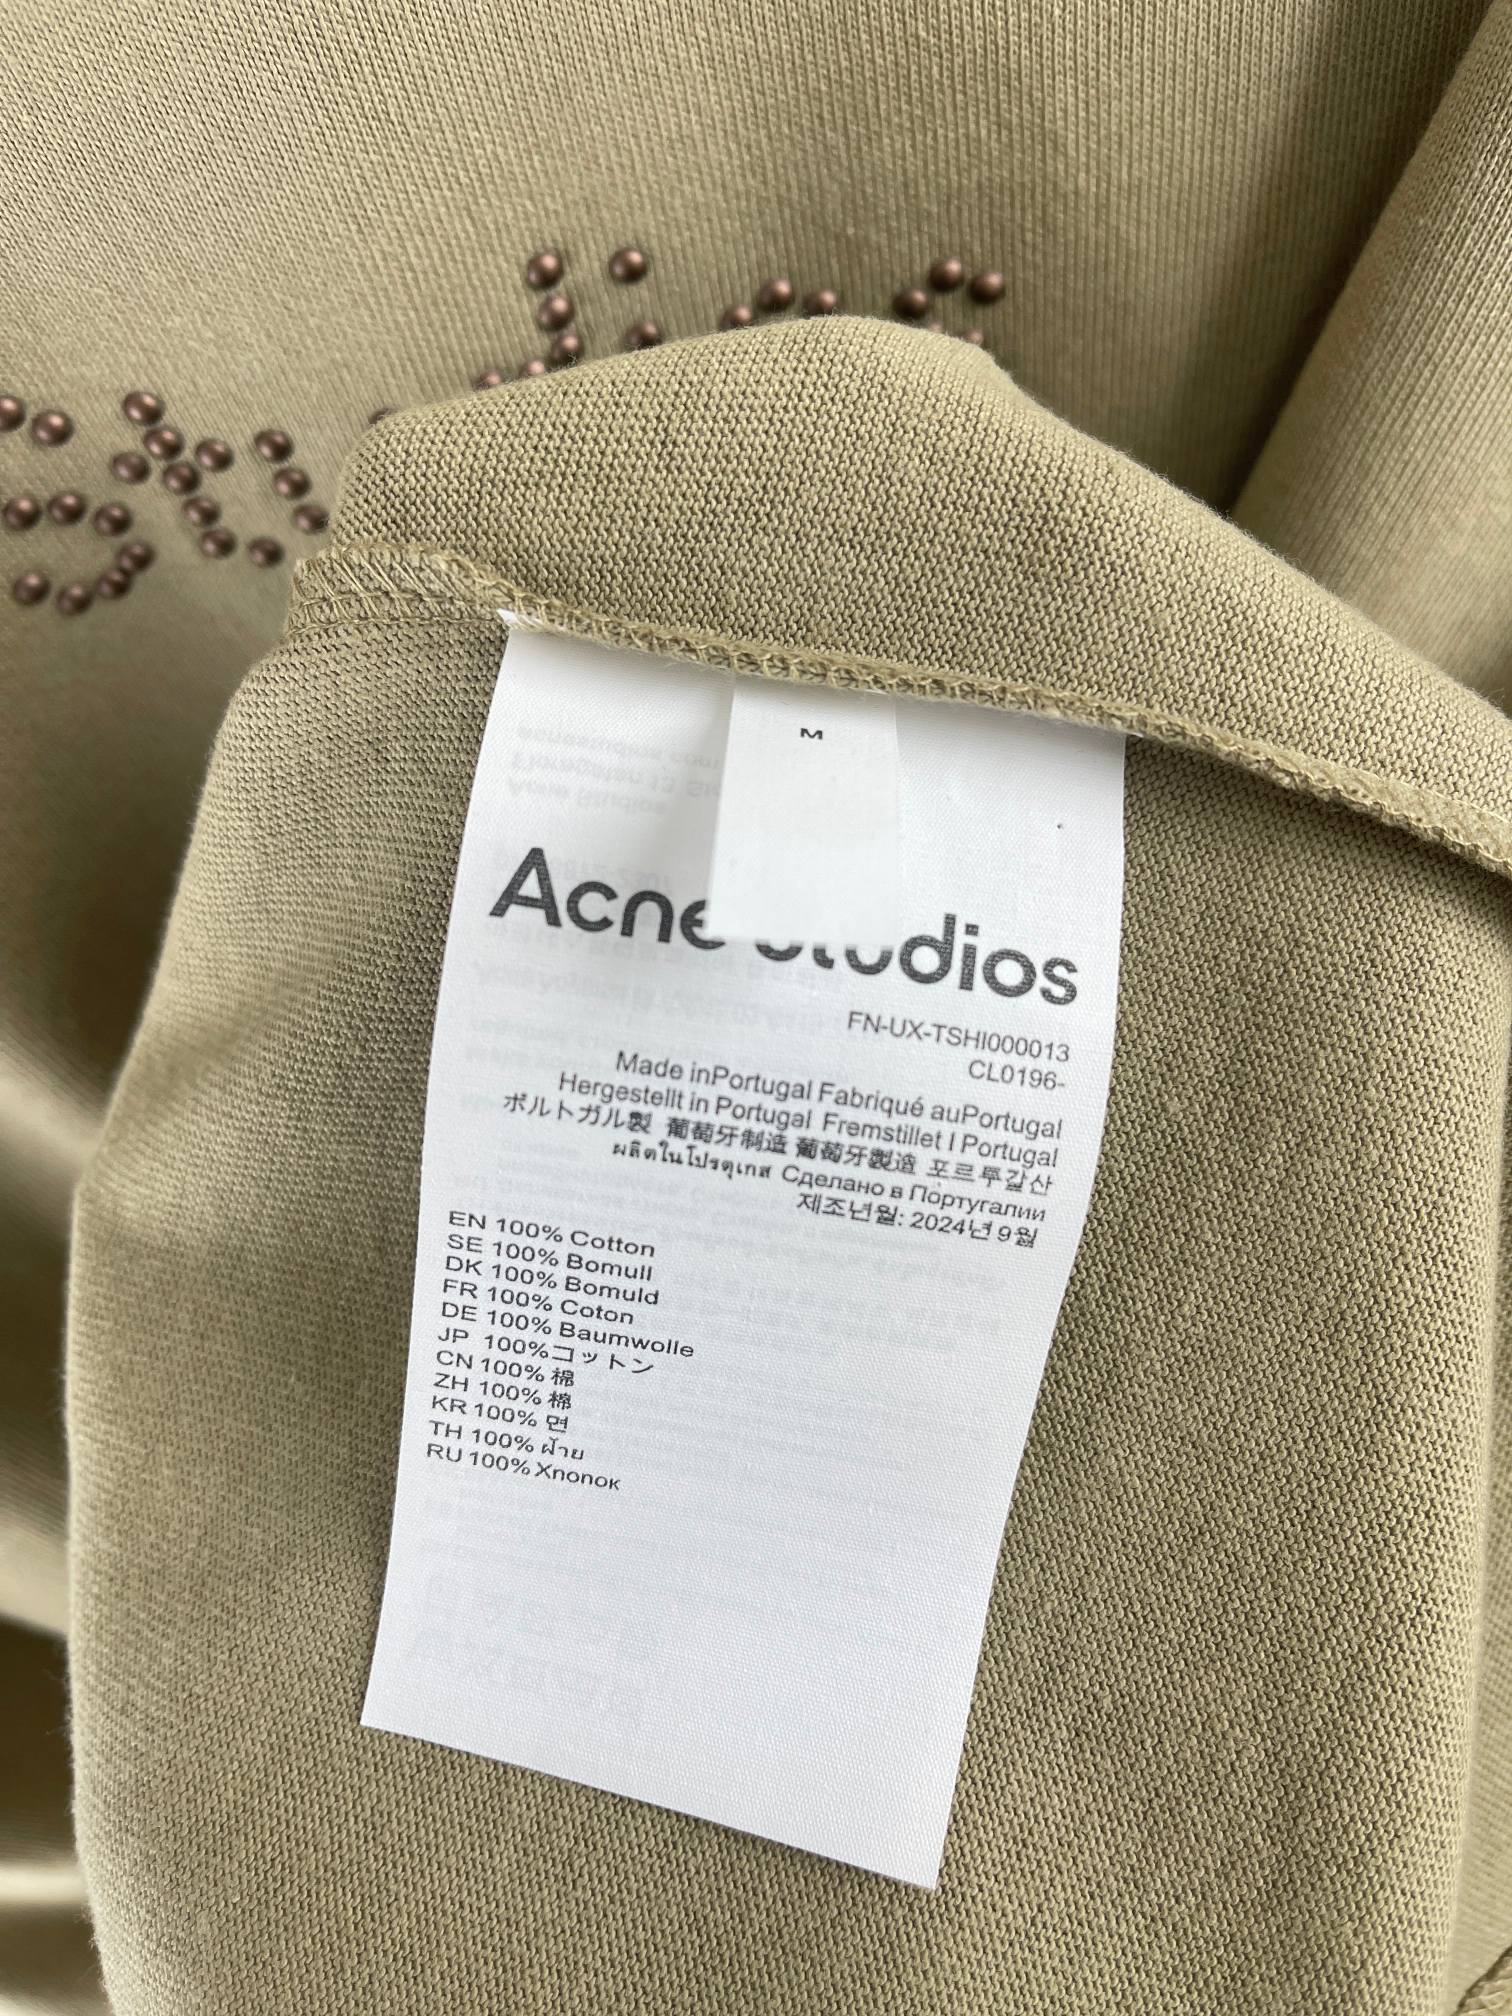 M
Acne Studios
FN-UX-TSHI000013
CL0196-
Made inPortugal Fabriqué auPortugal
Hergestellt in Portugal Fremstillet I Portugal
ポルトガル製 葡萄牙制造 葡萄牙製造 포르투갈산
ผลิตในโปรตุเกส Сделано в Португалии
제조년월: 2024년 9월
EN 100% Cotton
SE 100% Bomull
DK 100% Bomuld
FR 100% Coton
DE 100% Baumwolle
JP 100%コットン
CN 100% 棉
ZH 100% 棉
KR 100% 면
TH 100% ฝ้าย
RU 100% Хлопок